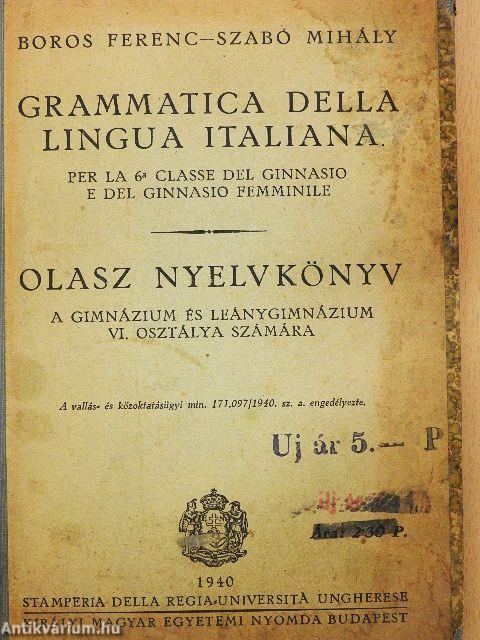 BOROS FERENC—SZABÓ MIHÁLY
GRAMMATICA DELLA
LINGUA ITALIANA.
PER LA 6ª CLASSE DEL GINNASIO
E DEL GINNASIO FEMMINILE
OLASZ NYELVKÖNYV
A GIMNÁZIUM ÉS LEÁNYGIMNÁZIUM
VI. OSZTÁLYA SZÁMÁRA
A vallás- és közoktatásügyi min. 171.097/1940. sz. a. engedélyezte.
Uj ár 5.— P
Uj
Ára: 2·30 P.
1940
STAMPERIA DELLA REGIA UNIVERSITÀ UNGHERESE
KIRÁLYI MAGYAR EGYETEMI NYOMDA BUDAPEST
Antikvárium.hu